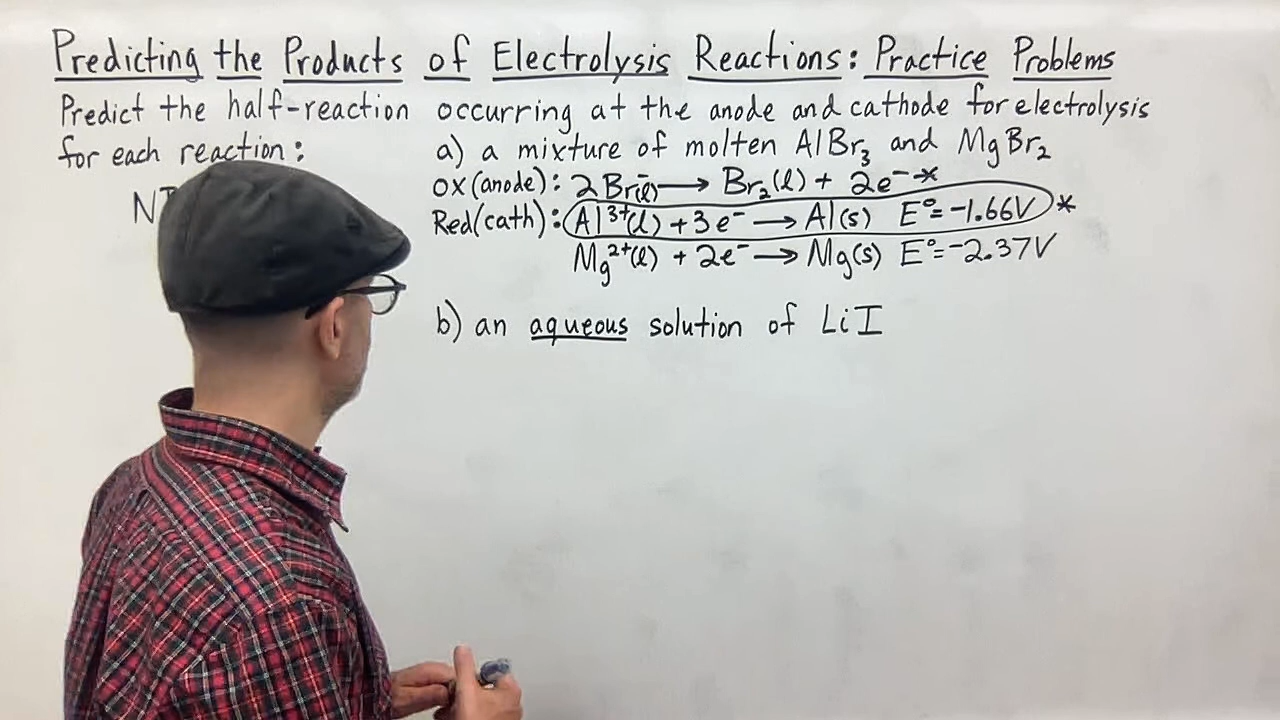 Predicting the Products of Electrolysis Reactions: Practice Problems
Predict the half-reaction occurring at the anode and cathode for electrolysis
for each reaction:
a) a mixture of molten AlBr₃ and MgBr₂
ox(anode): 2Br⁻(l) → Br₂(l) + 2e⁻ *
Red(cath): Al³⁺(l) + 3e⁻ → Al(s) E°=-1.66V *
Mg²⁺(l) + 2e⁻ → Mg(s) E°=-2.37V
b) an aqueous solution of LiI